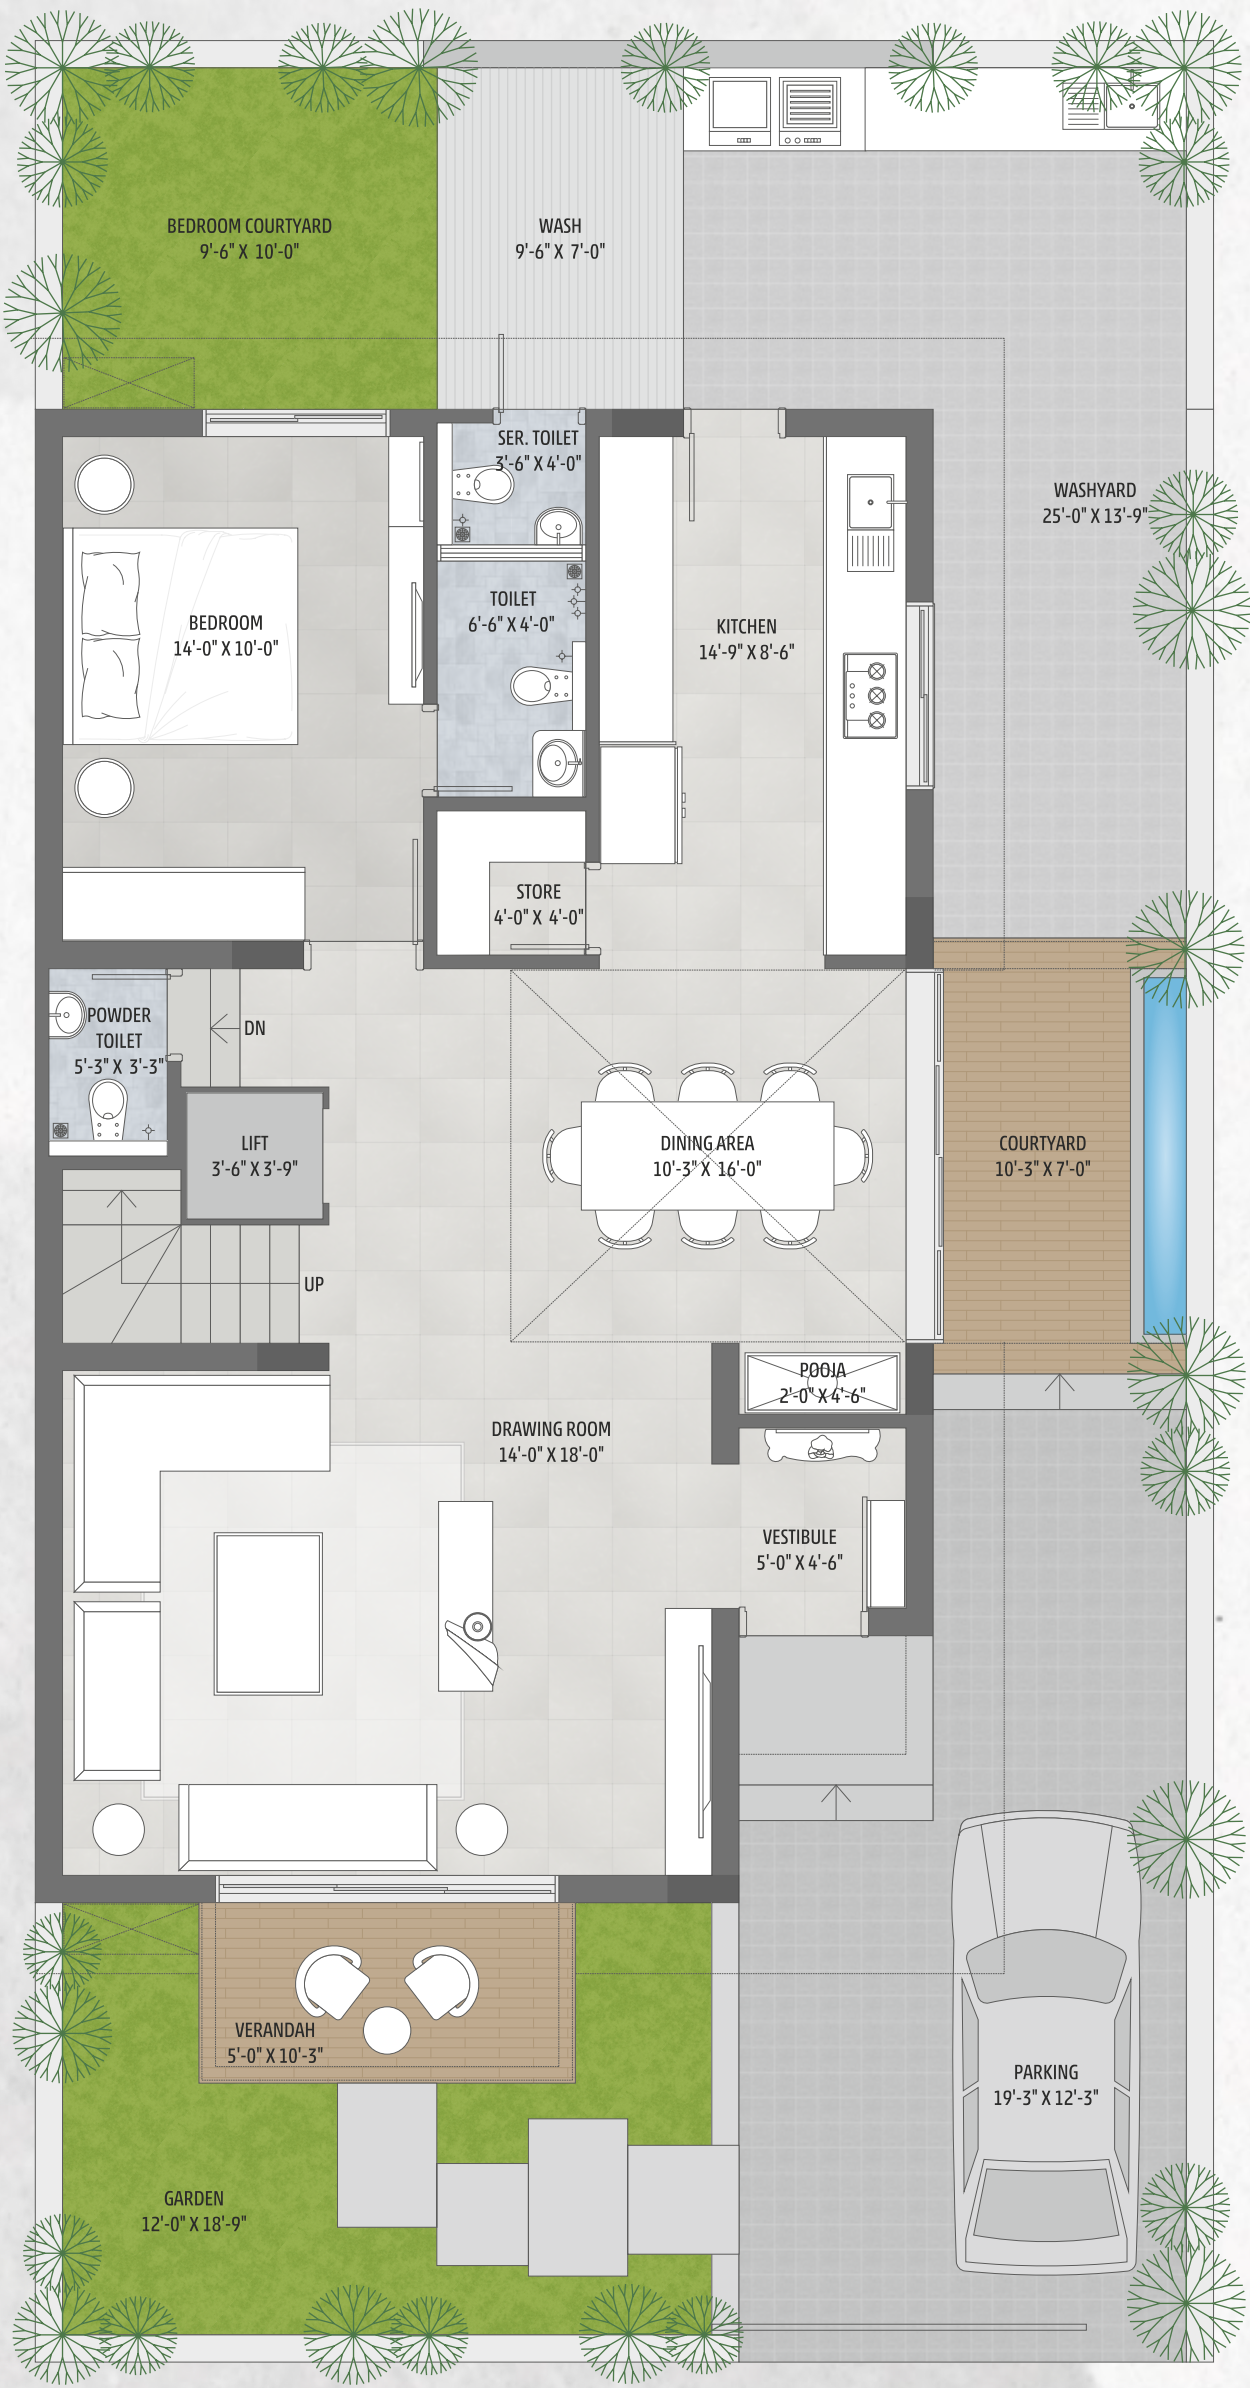 BEDROOM COURTYARD
9'-6" X 10'-0"
WASH
9'-6" X 7'-0"
SER. TOILET
3'-6" X 4'-0"
WASHYARD
25'-0" X 13'-9"
TOILET
6'-6" X 4'-0"
BEDROOM
14'-0" X 10'-0"
KITCHEN
14'-9" X 8'-6"
STORE
4'-0" X 4'-0"
POWDER
TOILET
5'-3" X 3'-3"
DN
LIFT
3'-6" X 3'-9"
DINING AREA
10'-3" X 16'-0"
COURTYARD
10'-3" X 7'-0"
UP
POOJA
2'-0" X 4'-6"
DRAWING ROOM
14'-0" X 18'-0"
VESTIBULE
5'-0" X 4'-6"
VERANDAH
5'-0" X 10'-3"
PARKING
19'-3" X 12'-3"
GARDEN
12'-0" X 18'-9"